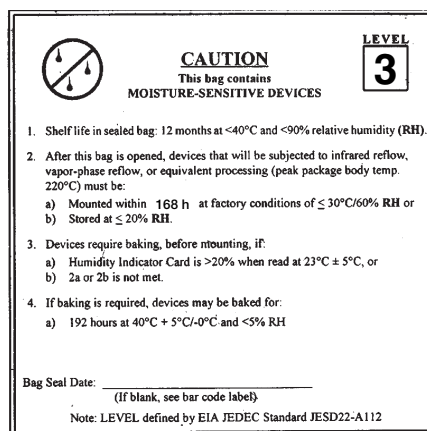 LEVEL
3
CAUTION
This bag contains
MOISTURE-SENSITIVE DEVICES
1. Shelf life in sealed bag: 12 months at <40°C and <90% relative humidity (RH).
2. After this bag is opened, devices that will be subjected to infrared reflow,
vapor-phase reflow, or equivalent processing (peak package body temp.
220°C) must be:
a) Mounted within 168 h at factory conditions of ≤ 30°C/60% RH or
b) Stored at ≤ 20% RH.
3. Devices require baking, before mounting, if:
a) Humidity Indicator Card is >20% when read at 23°C ± 5°C, or
b) 2a or 2b is not met.
4. If baking is required, devices may be baked for:
a) 192 hours at 40°C + 5°C/-0°C and <5% RH
Bag Seal Date:
(If blank, see bar code label)
Note: LEVEL defined by EIA JEDEC Standard JESD22-A112